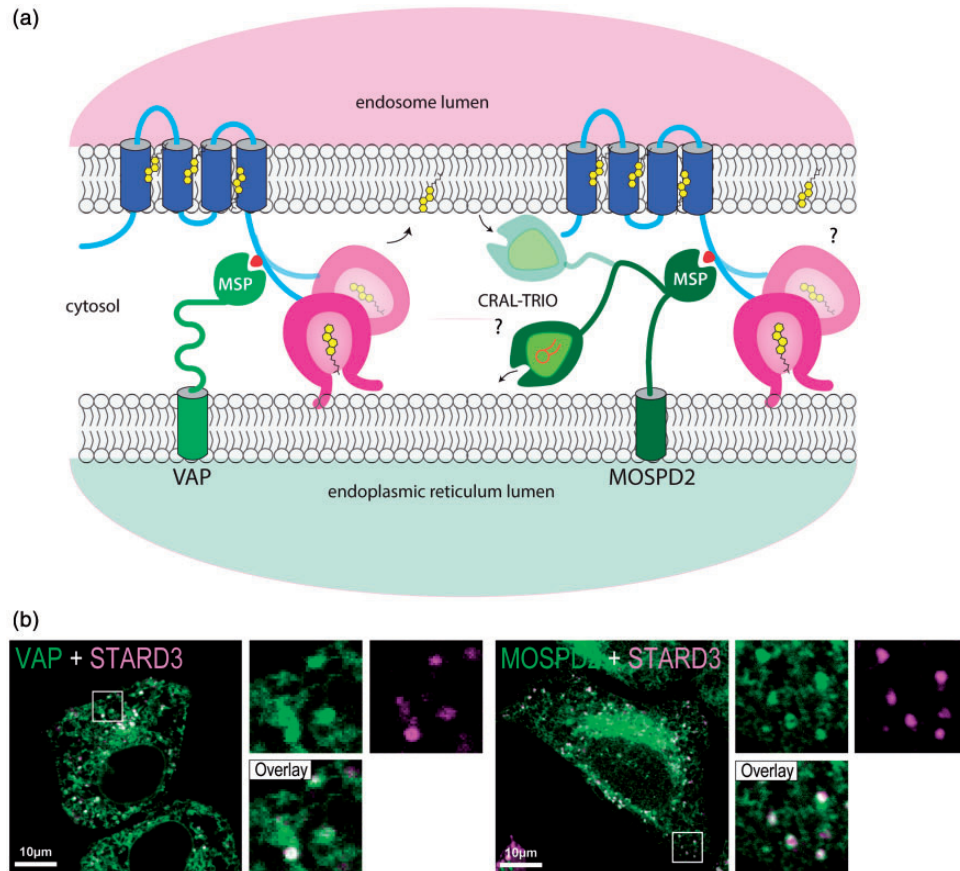 (a)
endosome lumen
MSP
cytosol
CRAL-TRIO
?
MSP
?
VAP
MOSPD2
endoplasmic reticulum lumen
(b)
VAP + STARD3
Overlay
10μm
MOSPD2 + STARD3
Overlay
10μm